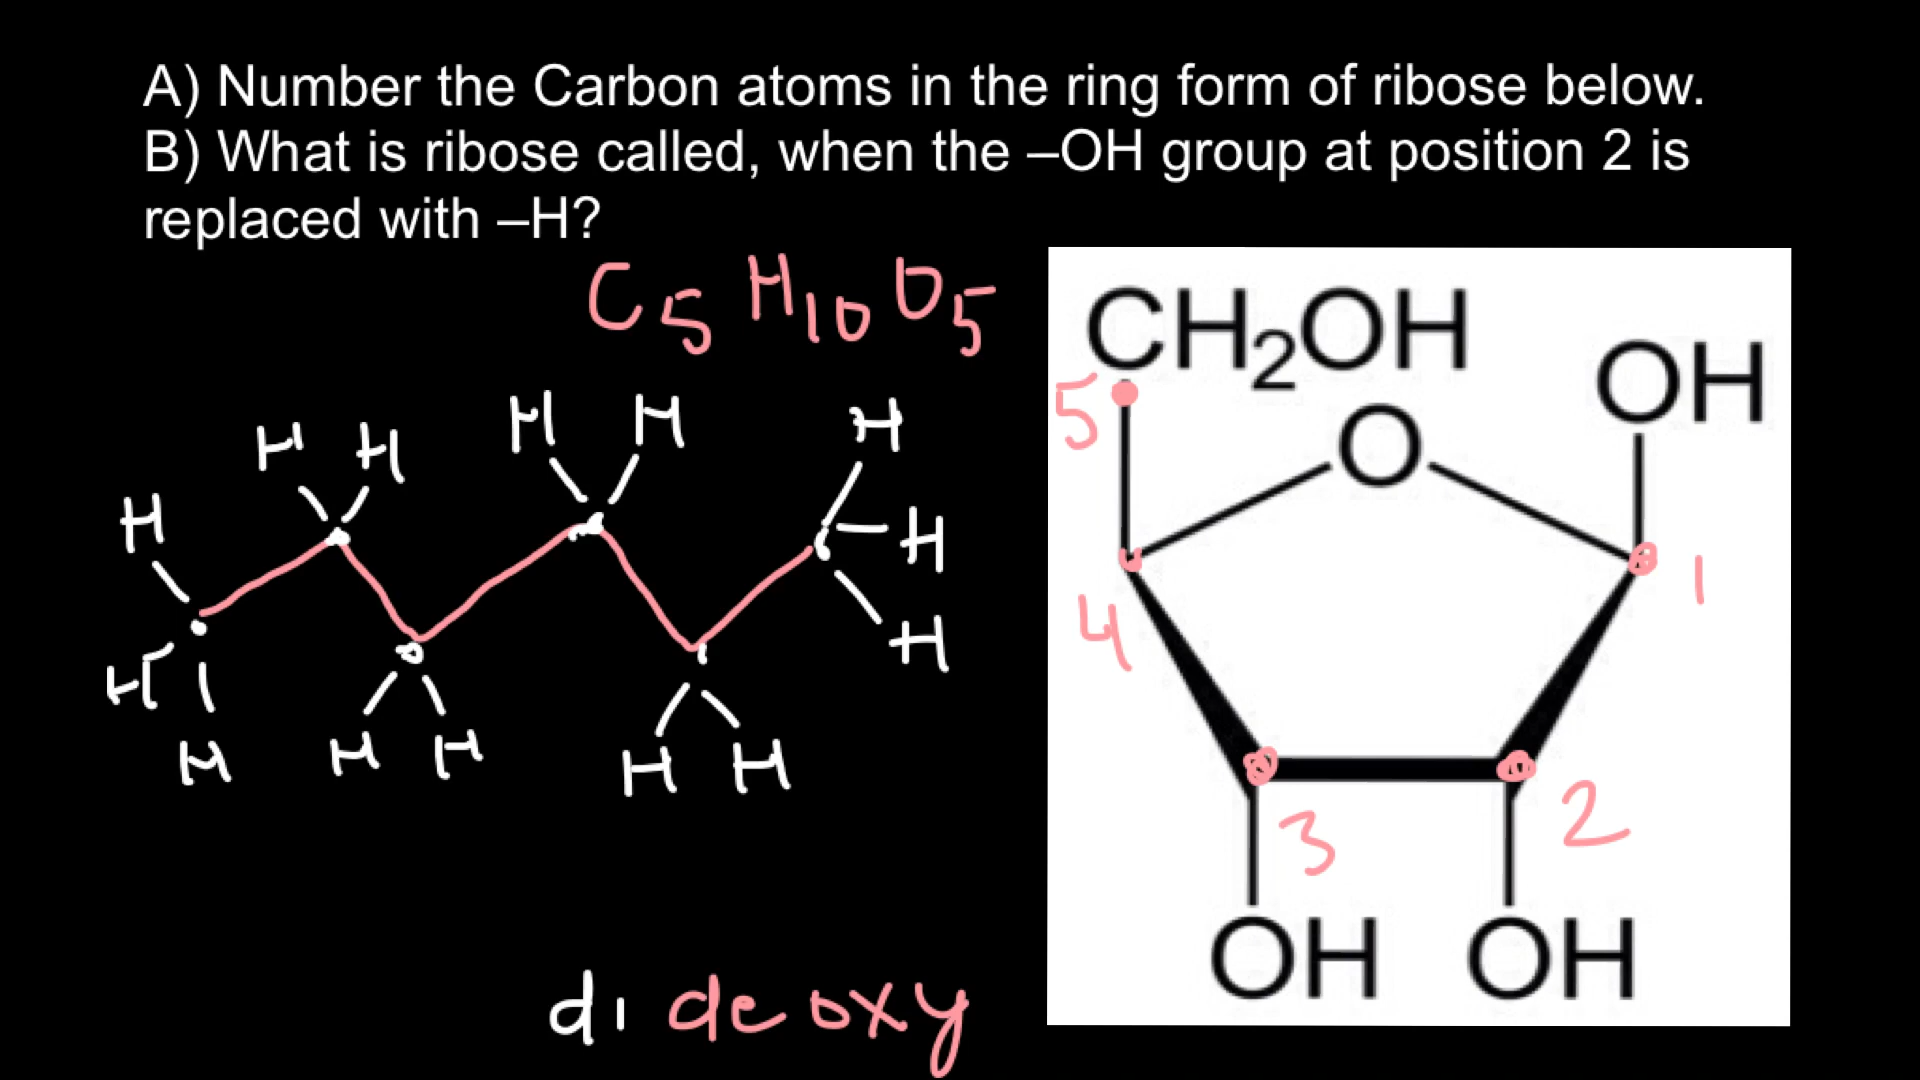 A) Number the Carbon atoms in the ring form of ribose below.
B) What is ribose called, when the –OH group at position 2 is
replaced with –H?
C5 H10 O5
CH2OH
OH
5
O
H H H H H
H
H
1
4
H
H
H H H H H
3 2
OH OH
di deoxy